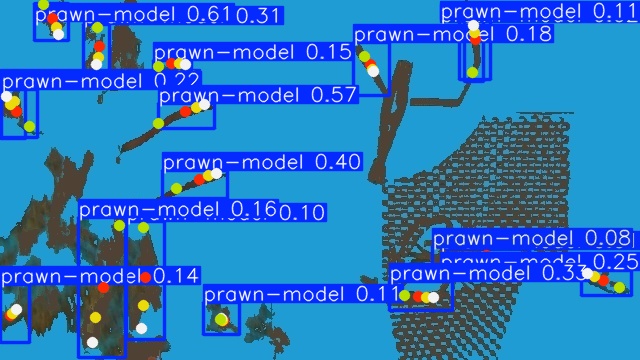 prawn-model 0.61
0.31
prawn-model 0.11
prawn-model 0.18
prawn-model 0.15
prawn-model 0.22
prawn-model 0.57
prawn-model 0.40
prawn-model 0.16
0.10
prawn-model 0.08
prawn-model 0.25
prawn-model 0.33
prawn-model 0.14
prawn-model 0.11